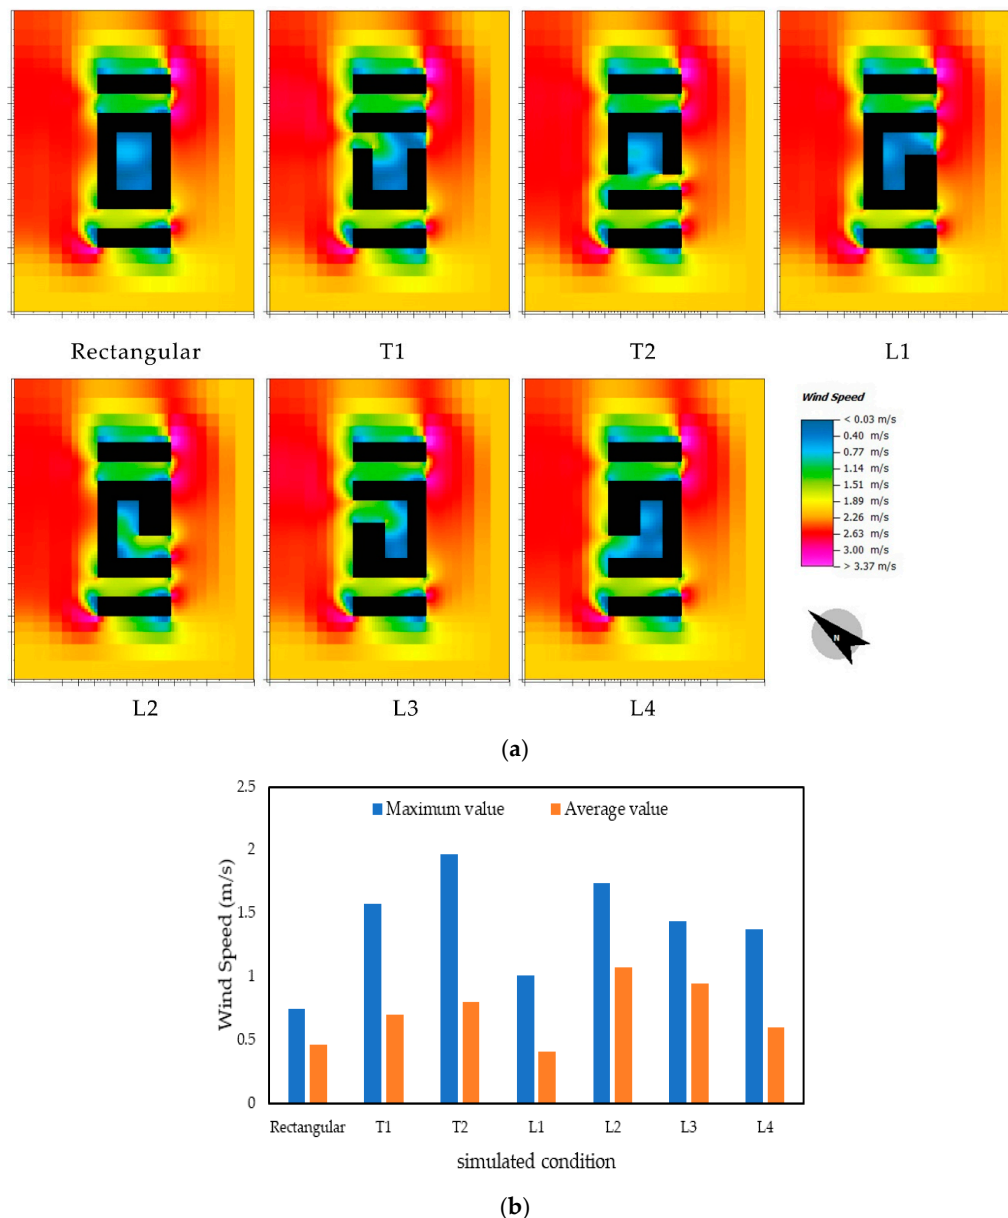 Rectangular T1 T2 L1
Wind Speed
< 0.03 m/s
0.40 m/s
0.77 m/s
1.14 m/s
1.51 m/s
1.89 m/s
2.26 m/s
2.63 m/s
3.00 m/s
> 3.37 m/s
N
L2 L3 L4
(a)
2.5
Maximum value Average value
2
1.5
1
0.5
0
Wind Speed (m/s)
Rectangular T1 T2 L1 L2 L3 L4
simulated condition
(b)